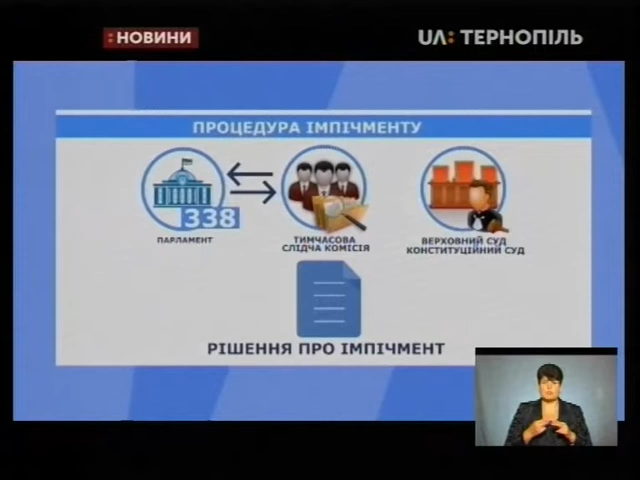 :НОВИНИ
UA: ТЕРНОПІЛЬ
ПРОЦЕДУРА ІМПІЧМЕНТУ
338
ПАРЛАМЕНТ
ТИМЧАСОВА
СЛІДЧА КОМІСІЯ
ВЕРХОВНИЙ СУД
КОНСТИТУЦІЙНИЙ СУД
РІШЕННЯ ПРО ІМПІЧМЕНТ